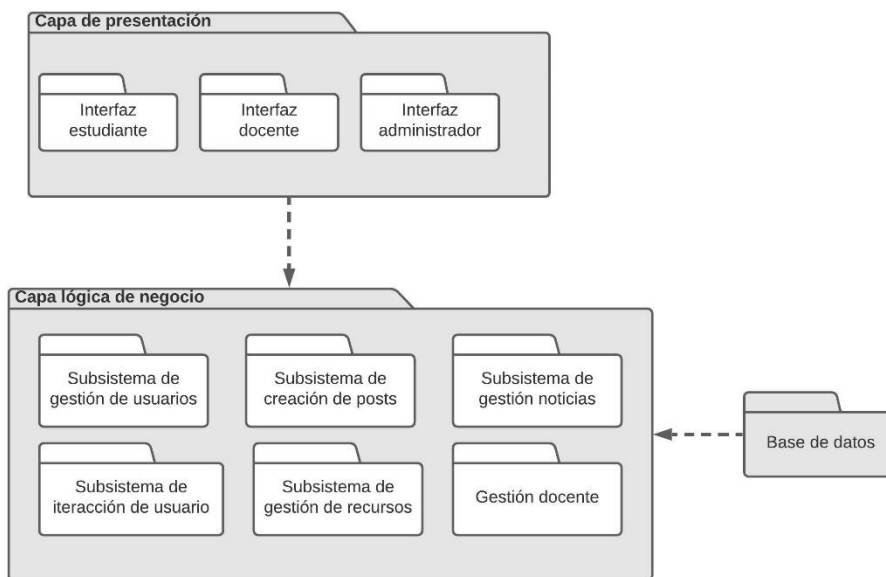 Capa de presentación
Interfaz
estudiante
Interfaz
docente
Interfaz
administrador
Capa lógica de negocio
Subsistema de
gestión de usuarios
Subsistema de
creación de posts
Subsistema de
gestión noticias
Subsistema de
iteracción de usuario
Subsistema de
gestión de recursos
Gestión docente
Base de datos